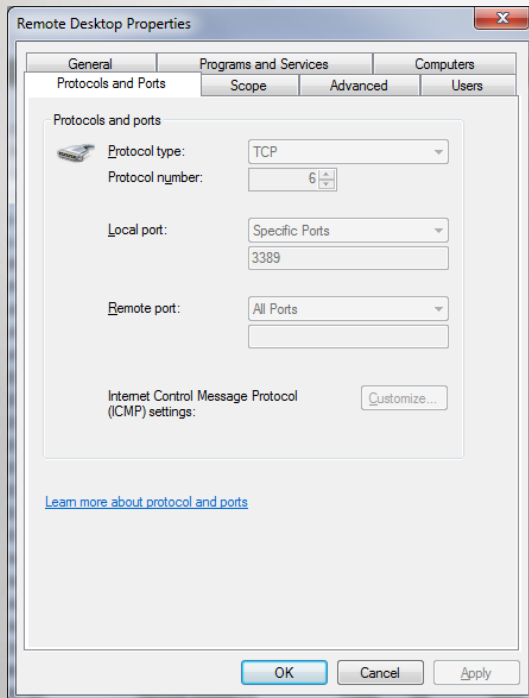 Remote Desktop Properties
General
Programs and Services
Computers
Protocols and Ports
Scope
Advanced
Users
Protocols and ports
Protocol type:
TCP
Protocol number:
6
Local port:
Specific Ports
3389
Remote port:
All Ports
Internet Control Message Protocol
(ICMP) settings:
Customize...
Learn more about protocol and ports
OK
Cancel
Apply